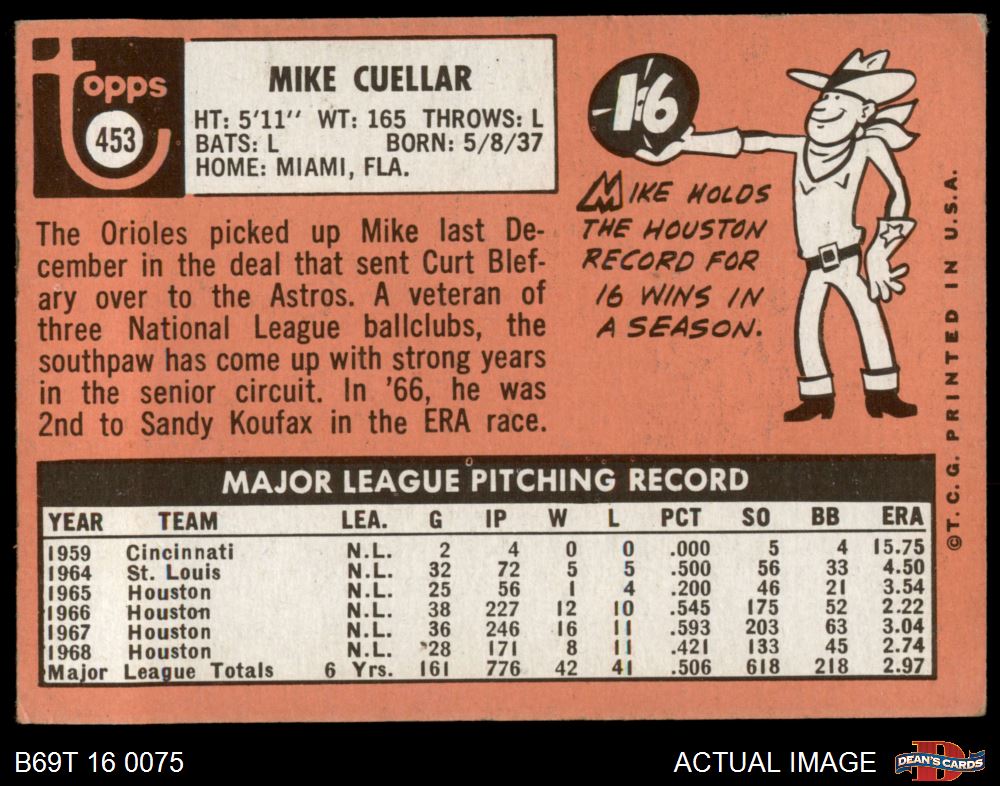 topps
453
MIKE CUELLAR
HT: 5'11" WT: 165 THROWS: L
BATS: L BORN: 5/8/37
HOME: MIAMI, FLA.
The Orioles picked up Mike last De-
cember in the deal that sent Curt Blef-
ary over to the Astros. A veteran of
three National League ballclubs, the
southpaw has come up with strong years
in the senior circuit. In '66, he was
2nd to Sandy Koufax in the ERA race.
16
MIKE HOLDS
THE HOUSTON
RECORD FOR
16 WINS IN
A SEASON.
©T. C. G. PRINTED IN U.S.A.
MAJOR LEAGUE PITCHING RECORD
YEAR TEAM LEA. G IP W L PCT SO BB ERA
1959 Cincinnati N.L. 2 4 0 0 .000 5 4 15.75
1964 St. Louis N.L. 32 72 5 5 .500 56 33 4.50
1965 Houston N.L. 25 56 1 4 .200 46 21 3.54
1966 Houston N.L. 38 227 12 10 .545 175 52 2.22
1967 Houston N.L. 36 246 16 11 .593 203 63 3.04
1968 Houston N.L. 28 171 8 11 .421 133 45 2.74
Major League Totals 6 Yrs. 161 776 42 41 .506 618 218 2.97
B69T 16 0075
ACTUAL IMAGE
DEAN'S CARDS